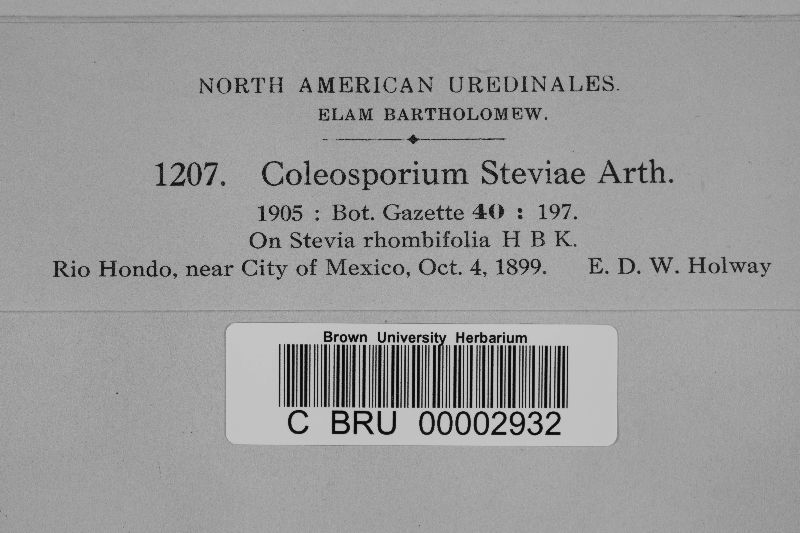 NORTH AMERICAN UREDINALES.
ELAM BARTHOLOMEW.
1207. Coleosporium Steviae Arth.
1905 : Bot. Gazette 40 : 197.
On Stevia rhombifolia H B K.
Rio Hondo, near City of Mexico, Oct. 4, 1899. E. D. W. Holway
Brown University Herbarium
C BRU 00002932